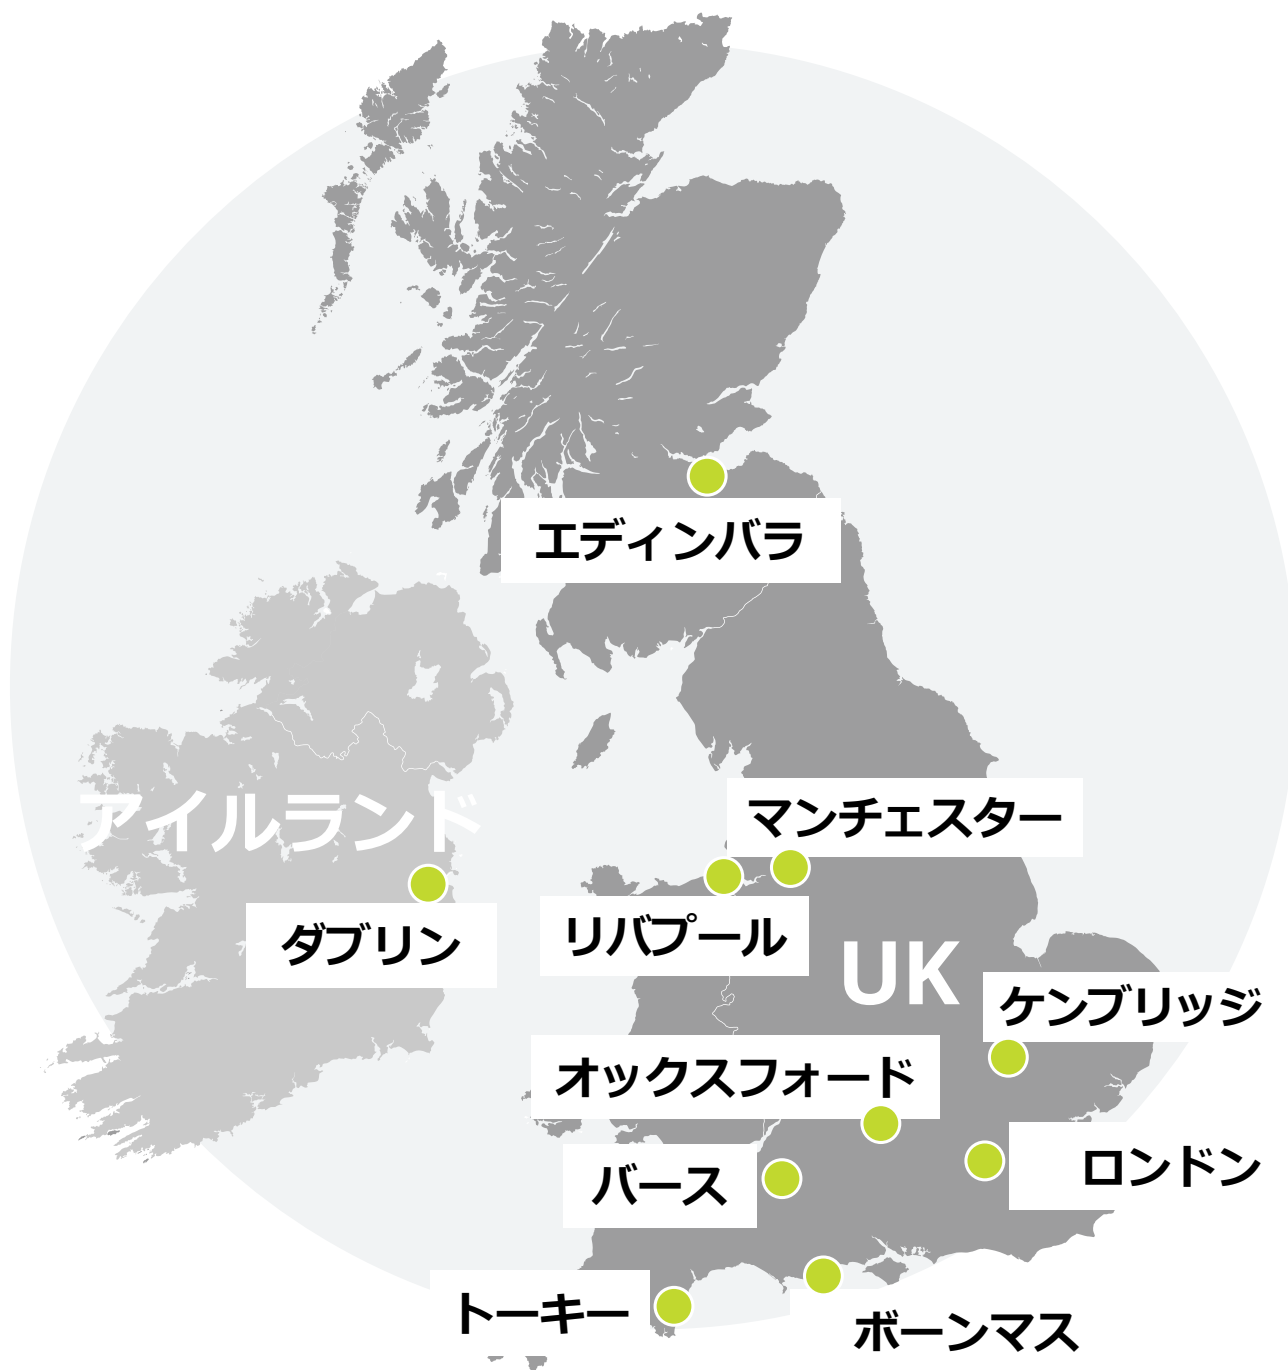 エディンバラ
マンチェスター
アイルランド
リバプール
ダブリン
UK
ケンブリッジ
オックスフォード
ロンドン
バース
トーキー
ボーンマス